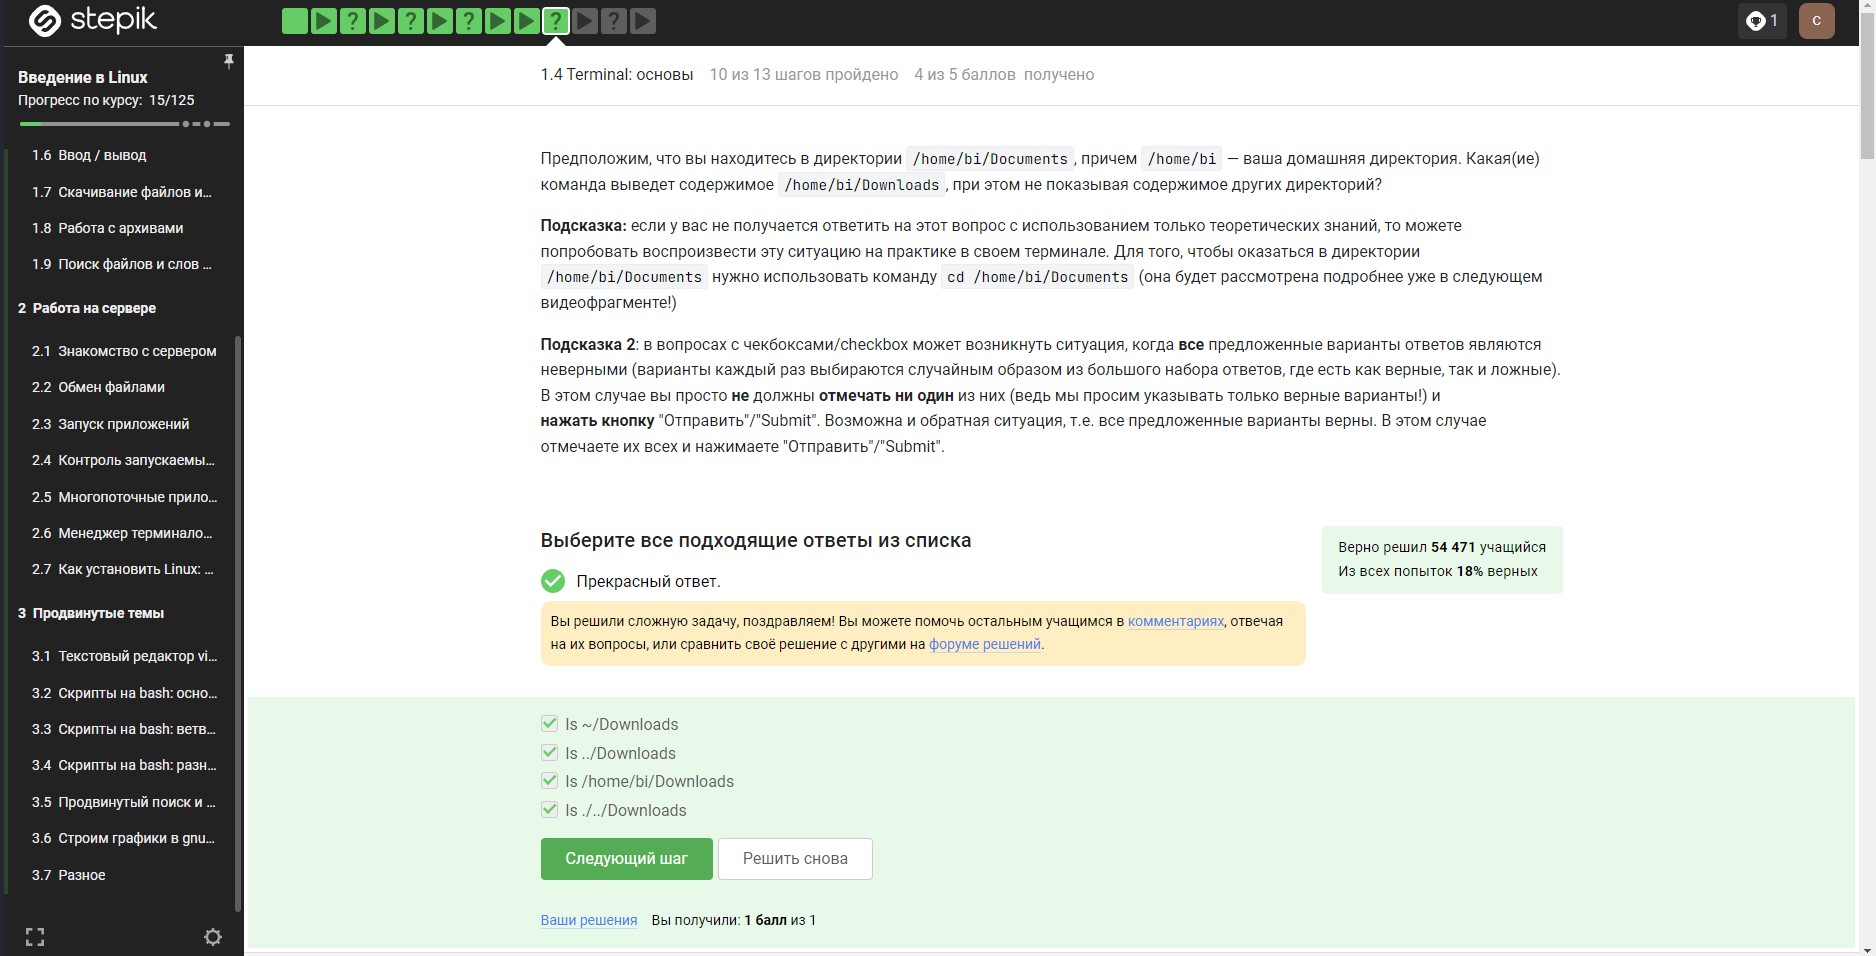 stepik
? ? ? ? ?
1
C
Введение в Linux
Прогресс по курсу: 15/125
1.6 Ввод / вывод
1.7 Скачивание файлов и...
1.8 Работа с архивами
1.9 Поиск файлов и слов ...
2 Работа на сервере
2.1 Знакомство с сервером
2.2 Обмен файлами
2.3 Запуск приложений
2.4 Контроль запускаемы...
2.5 Многопоточные прило...
2.6 Менеджер терминало...
2.7 Как установить Linux: ...
3 Продвинутые темы
3.1 Текстовый редактор vi...
3.2 Скрипты на bash: осно...
3.3 Скрипты на bash: ветв...
3.4 Скрипты на bash: разн...
3.5 Продвинутый поиск и ...
3.6 Строим графики в gnu...
3.7 Разное
1.4 Terminal: основы 10 из 13 шагов пройдено 4 из 5 баллов получено
Предположим, что вы находитесь в директории /home/bi/Documents, причем /home/bi — ваша домашняя директория. Какая(ие)
команда выведет содержимое /home/bi/Downloads, при этом не показывая содержимое других директорий?
Подсказка: если у вас не получается ответить на этот вопрос с использованием только теоретических знаний, то можете
попробовать воспроизвести эту ситуацию на практике в своем терминале. Для того, чтобы оказаться в директории
/home/bi/Documents нужно использовать команду cd /home/bi/Documents (она будет рассмотрена подробнее уже в следующем
видеофрагменте!)
Подсказка 2: в вопросах с чекбоксами/checkbox может возникнуть ситуация, когда все предложенные варианты ответов являются
неверными (варианты каждый раз выбираются случайным образом из большого набора ответов, где есть как верные, так и ложные).
В этом случае вы просто не должны отмечать ни один из них (ведь мы просим указывать только верные варианты!) и
нажать кнопку "Отправить"/"Submit". Возможна и обратная ситуация, т.е. все предложенные варианты верны. В этом случае
отмечаете их всех и нажимаете "Отправить"/"Submit".
Выберите все подходящие ответы из списка
Прекрасный ответ.
Вы решили сложную задачу, поздравляем! Вы можете помочь остальным учащимся в комментариях, отвечая
на их вопросы, или сравнить своё решение с другими на форуме решений.
Верно решил 54 471 учащийся
Из всех попыток 18% верных
ls ~/Downloads
ls ../Downloads
ls /home/bi/Downloads
ls ./../Downloads
Следующий шаг
Решить снова
Ваши решения Вы получили: 1 балл из 1